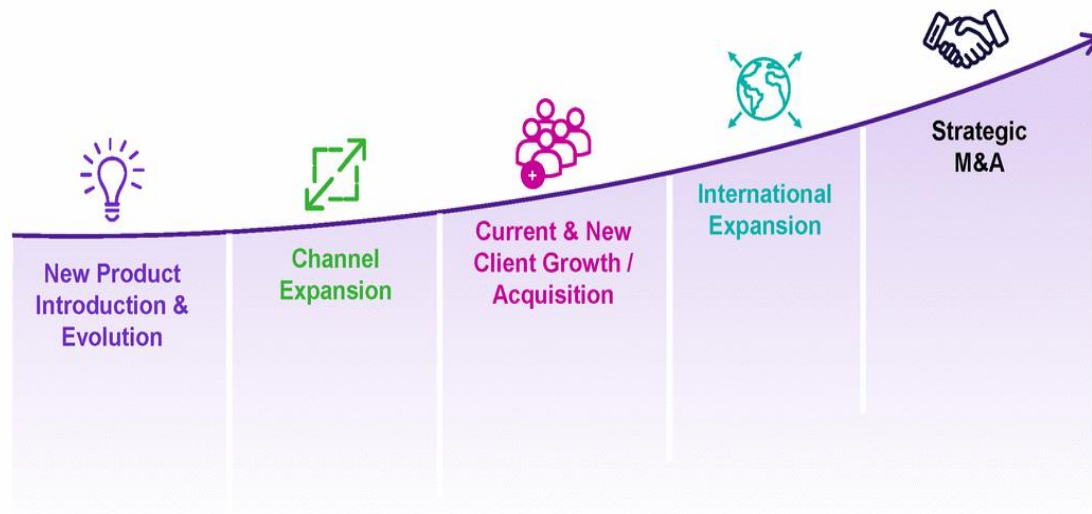 New Product
Introduction &
Evolution
Channel
Expansion
Current & New
Client Growth /
Acquisition
International
Expansion
Strategic
M&A